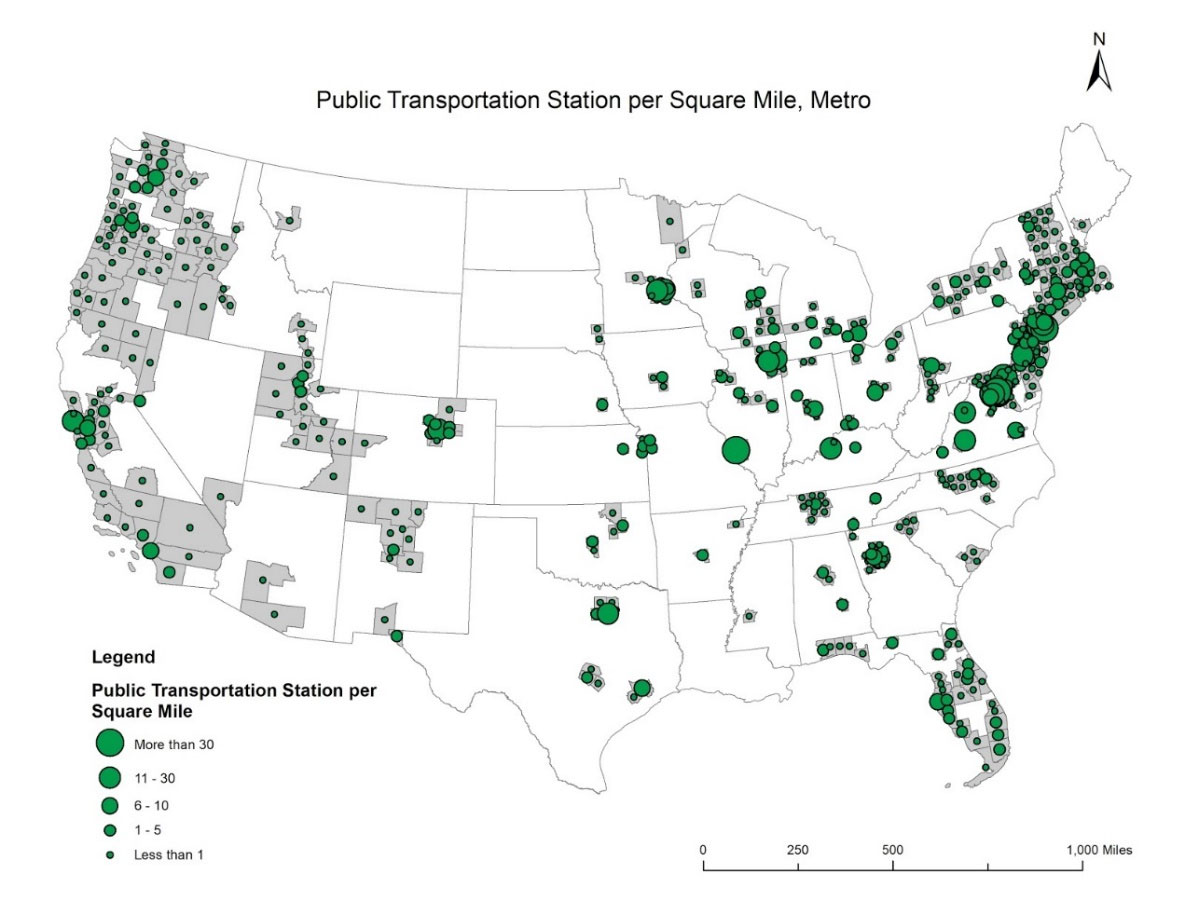 N
Public Transportation Station per Square Mile, Metro
Legend
Public Transportation Station per
Square Mile
More than 30
11 - 30
6 - 10
1 - 5
Less than 1
0 250 500 1,000 Miles